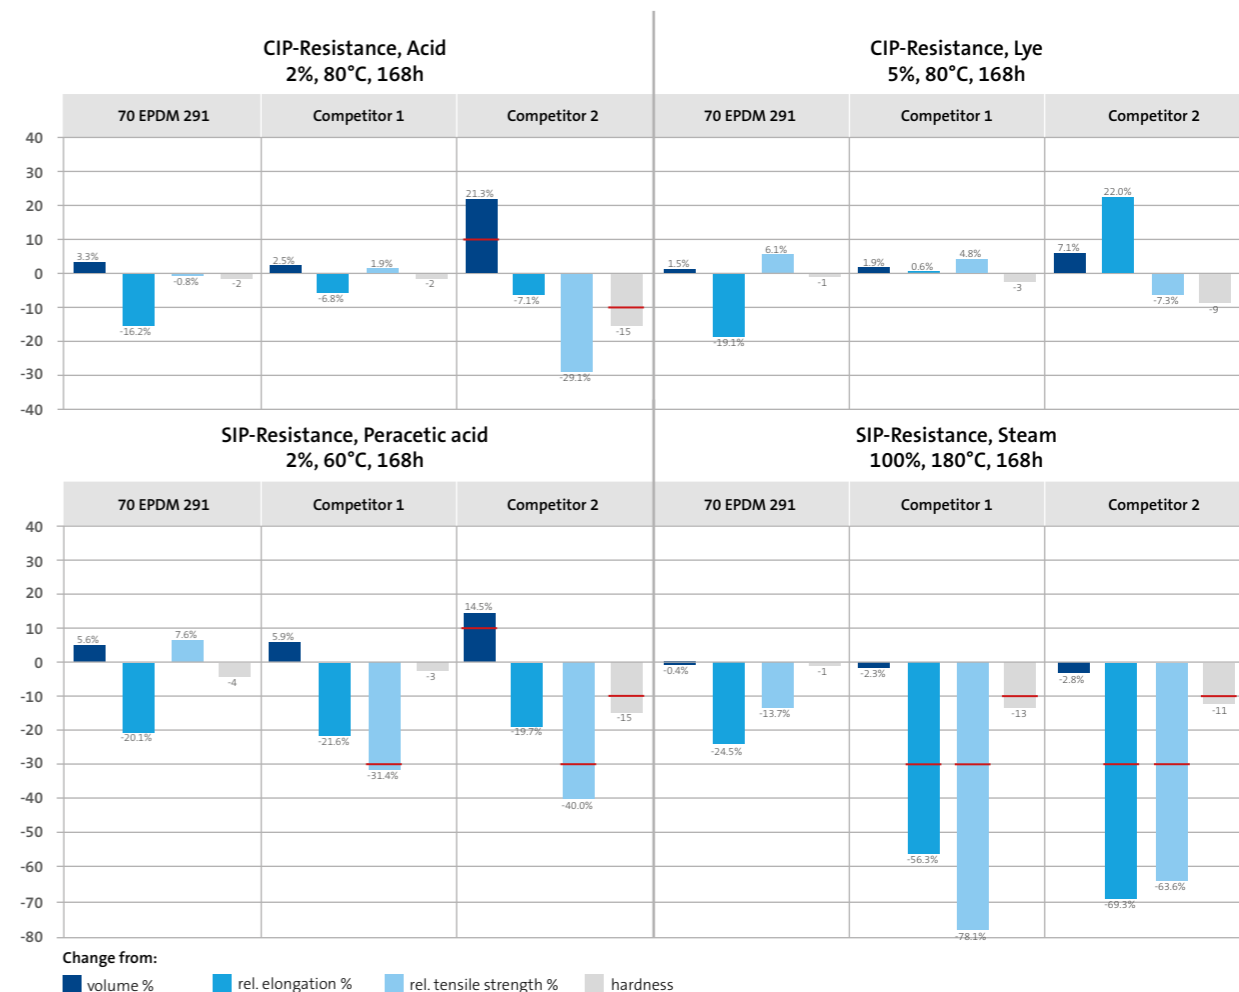 CIP-Resistance, Acid
2%, 80°C, 168h
CIP-Resistance, Lye
5%, 80°C, 168h
70 EPDM 291 Competitor 1 Competitor 2 70 EPDM 291 Competitor 1 Competitor 2
40
30
20
10
0
-10
-20
-30
-40
3.3% -16.2% -0.8% -2
2.5% -6.8% 1.9% -2
21.3% -7.1% -29.1% -15
1.5% -19.1% 6.1% -1
1.9% 0.6% 4.8% -3
7.1% 22.0% -7.3% -9
SIP-Resistance, Peracetic acid
2%, 60°C, 168h
SIP-Resistance, Steam
100%, 180°C, 168h
70 EPDM 291 Competitor 1 Competitor 2 70 EPDM 291 Competitor 1 Competitor 2
40
30
20
10
0
-10
-20
-30
-40
-50
-60
-70
-80
5.6% -20.1% 7.6% -4
5.9% -21.6% -31.4% -3
14.5% -19.7% -40.0% -15
-0.4% -24.5% -13.7% -1
-2.3% -56.3% -78.1% -13
-2.8% -69.3% -63.6% -11
Change from:
volume % rel. elongation % rel. tensile strength % hardness